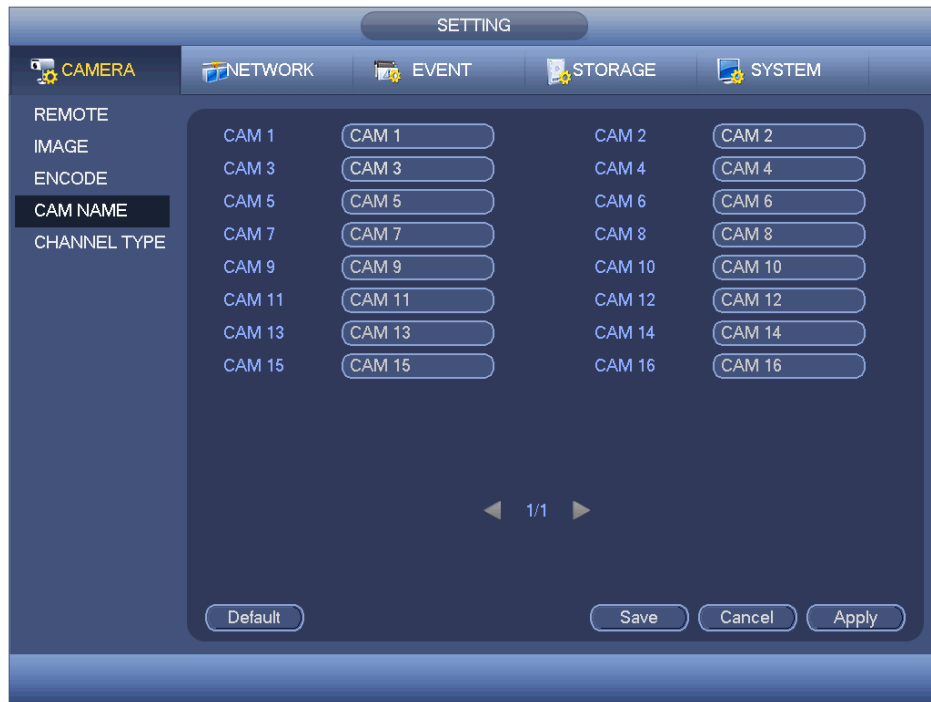 SETTING
CAMERA NETWORK EVENT STORAGE SYSTEM
REMOTE
IMAGE
ENCODE
CAM NAME
CHANNEL TYPE
CAM 1 CAM 1 CAM 2 CAM 2
CAM 3 CAM 3 CAM 4 CAM 4
CAM 5 CAM 5 CAM 6 CAM 6
CAM 7 CAM 7 CAM 8 CAM 8
CAM 9 CAM 9 CAM 10 CAM 10
CAM 11 CAM 11 CAM 12 CAM 12
CAM 13 CAM 13 CAM 14 CAM 14
CAM 15 CAM 15 CAM 16 CAM 16
1/1
Default Save Cancel Apply